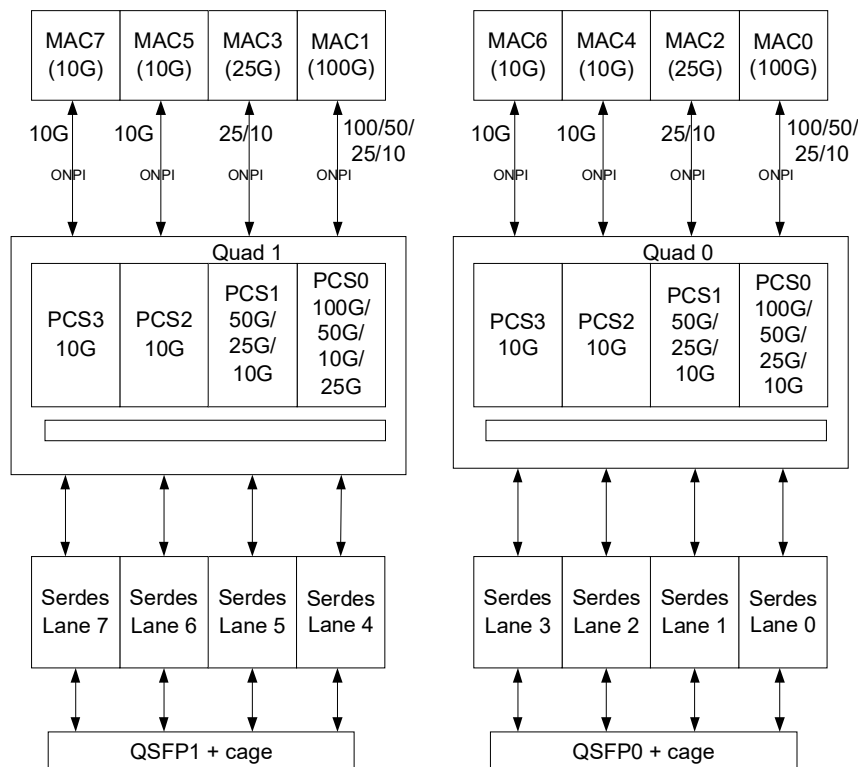 MAC7
(10G)
MAC5
(10G)
MAC3
(25G)
MAC1
(100G)
10G
10G
25/10
100/50/
25/10
ONPI
ONPI
ONPI
ONPI
Quad 1
PCS3
10G
PCS2
10G
PCS1
50G/
25G/
10G
PCS0
100G/
50G/
10G/
25G
Serdes
Lane 7
Serdes
Lane 6
Serdes
Lane 5
Serdes
Lane 4
QSFP1 + cage
MAC6
(10G)
MAC4
(10G)
MAC2
(25G)
MAC0
(100G)
10G
10G
25/10
100/50/
25/10
ONPI
ONPI
ONPI
ONPI
Quad 0
PCS3
10G
PCS2
10G
PCS1
50G/
25G/
10G
PCS0
100G/
50G/
25G/
10G
Serdes
Lane 3
Serdes
Lane 2
Serdes
Lane 1
Serdes
Lane 0
QSFP0 + cage